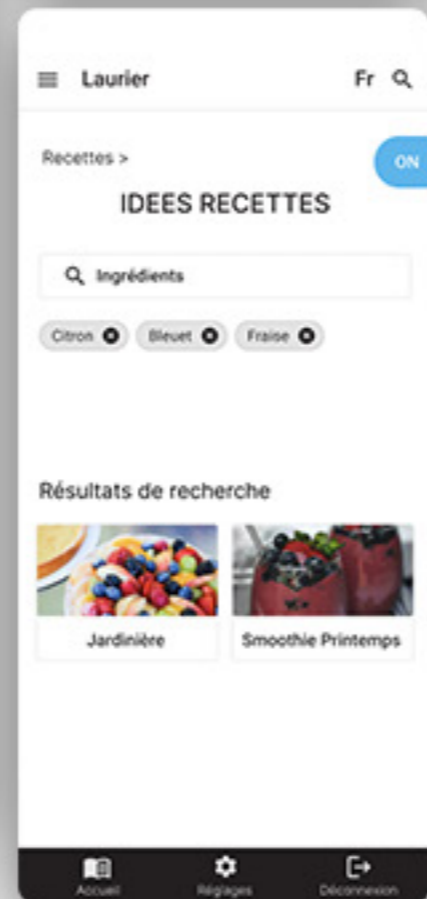 Laurier Fr
Recettes >
ON
IDEES RECETTES
Ingrédients
Citron Bleuet Fraise
Résultats de recherche
Jardinière Smoothie Printemps
Accueil Réglages Déconnexion